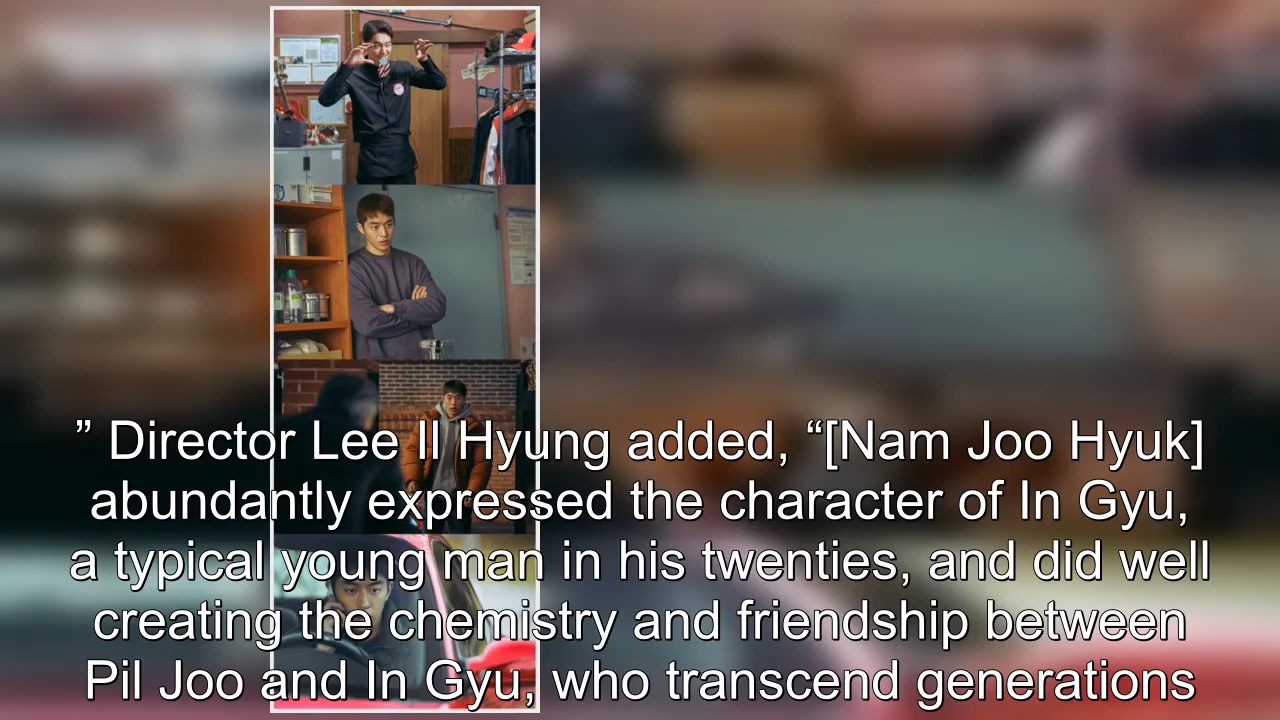 ” Director Lee Il Hyung added, “[Nam Joo Hyuk]
abundantly expressed the character of In Gyu,
a typical young man in his twenties, and did well
creating the chemistry and friendship between
Pil Joo and In Gyu, who transcend generations